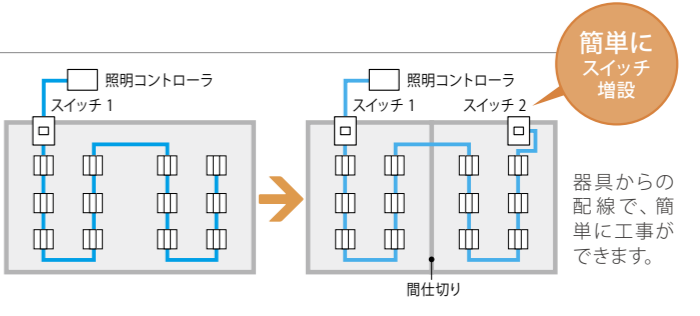 照明コントローラ
スイッチ 1
照明コントローラ
スイッチ 1
スイッチ 2
簡単に
スイッチ
増設
器具からの
配線で、簡
単に工事が
できます。
間仕切り